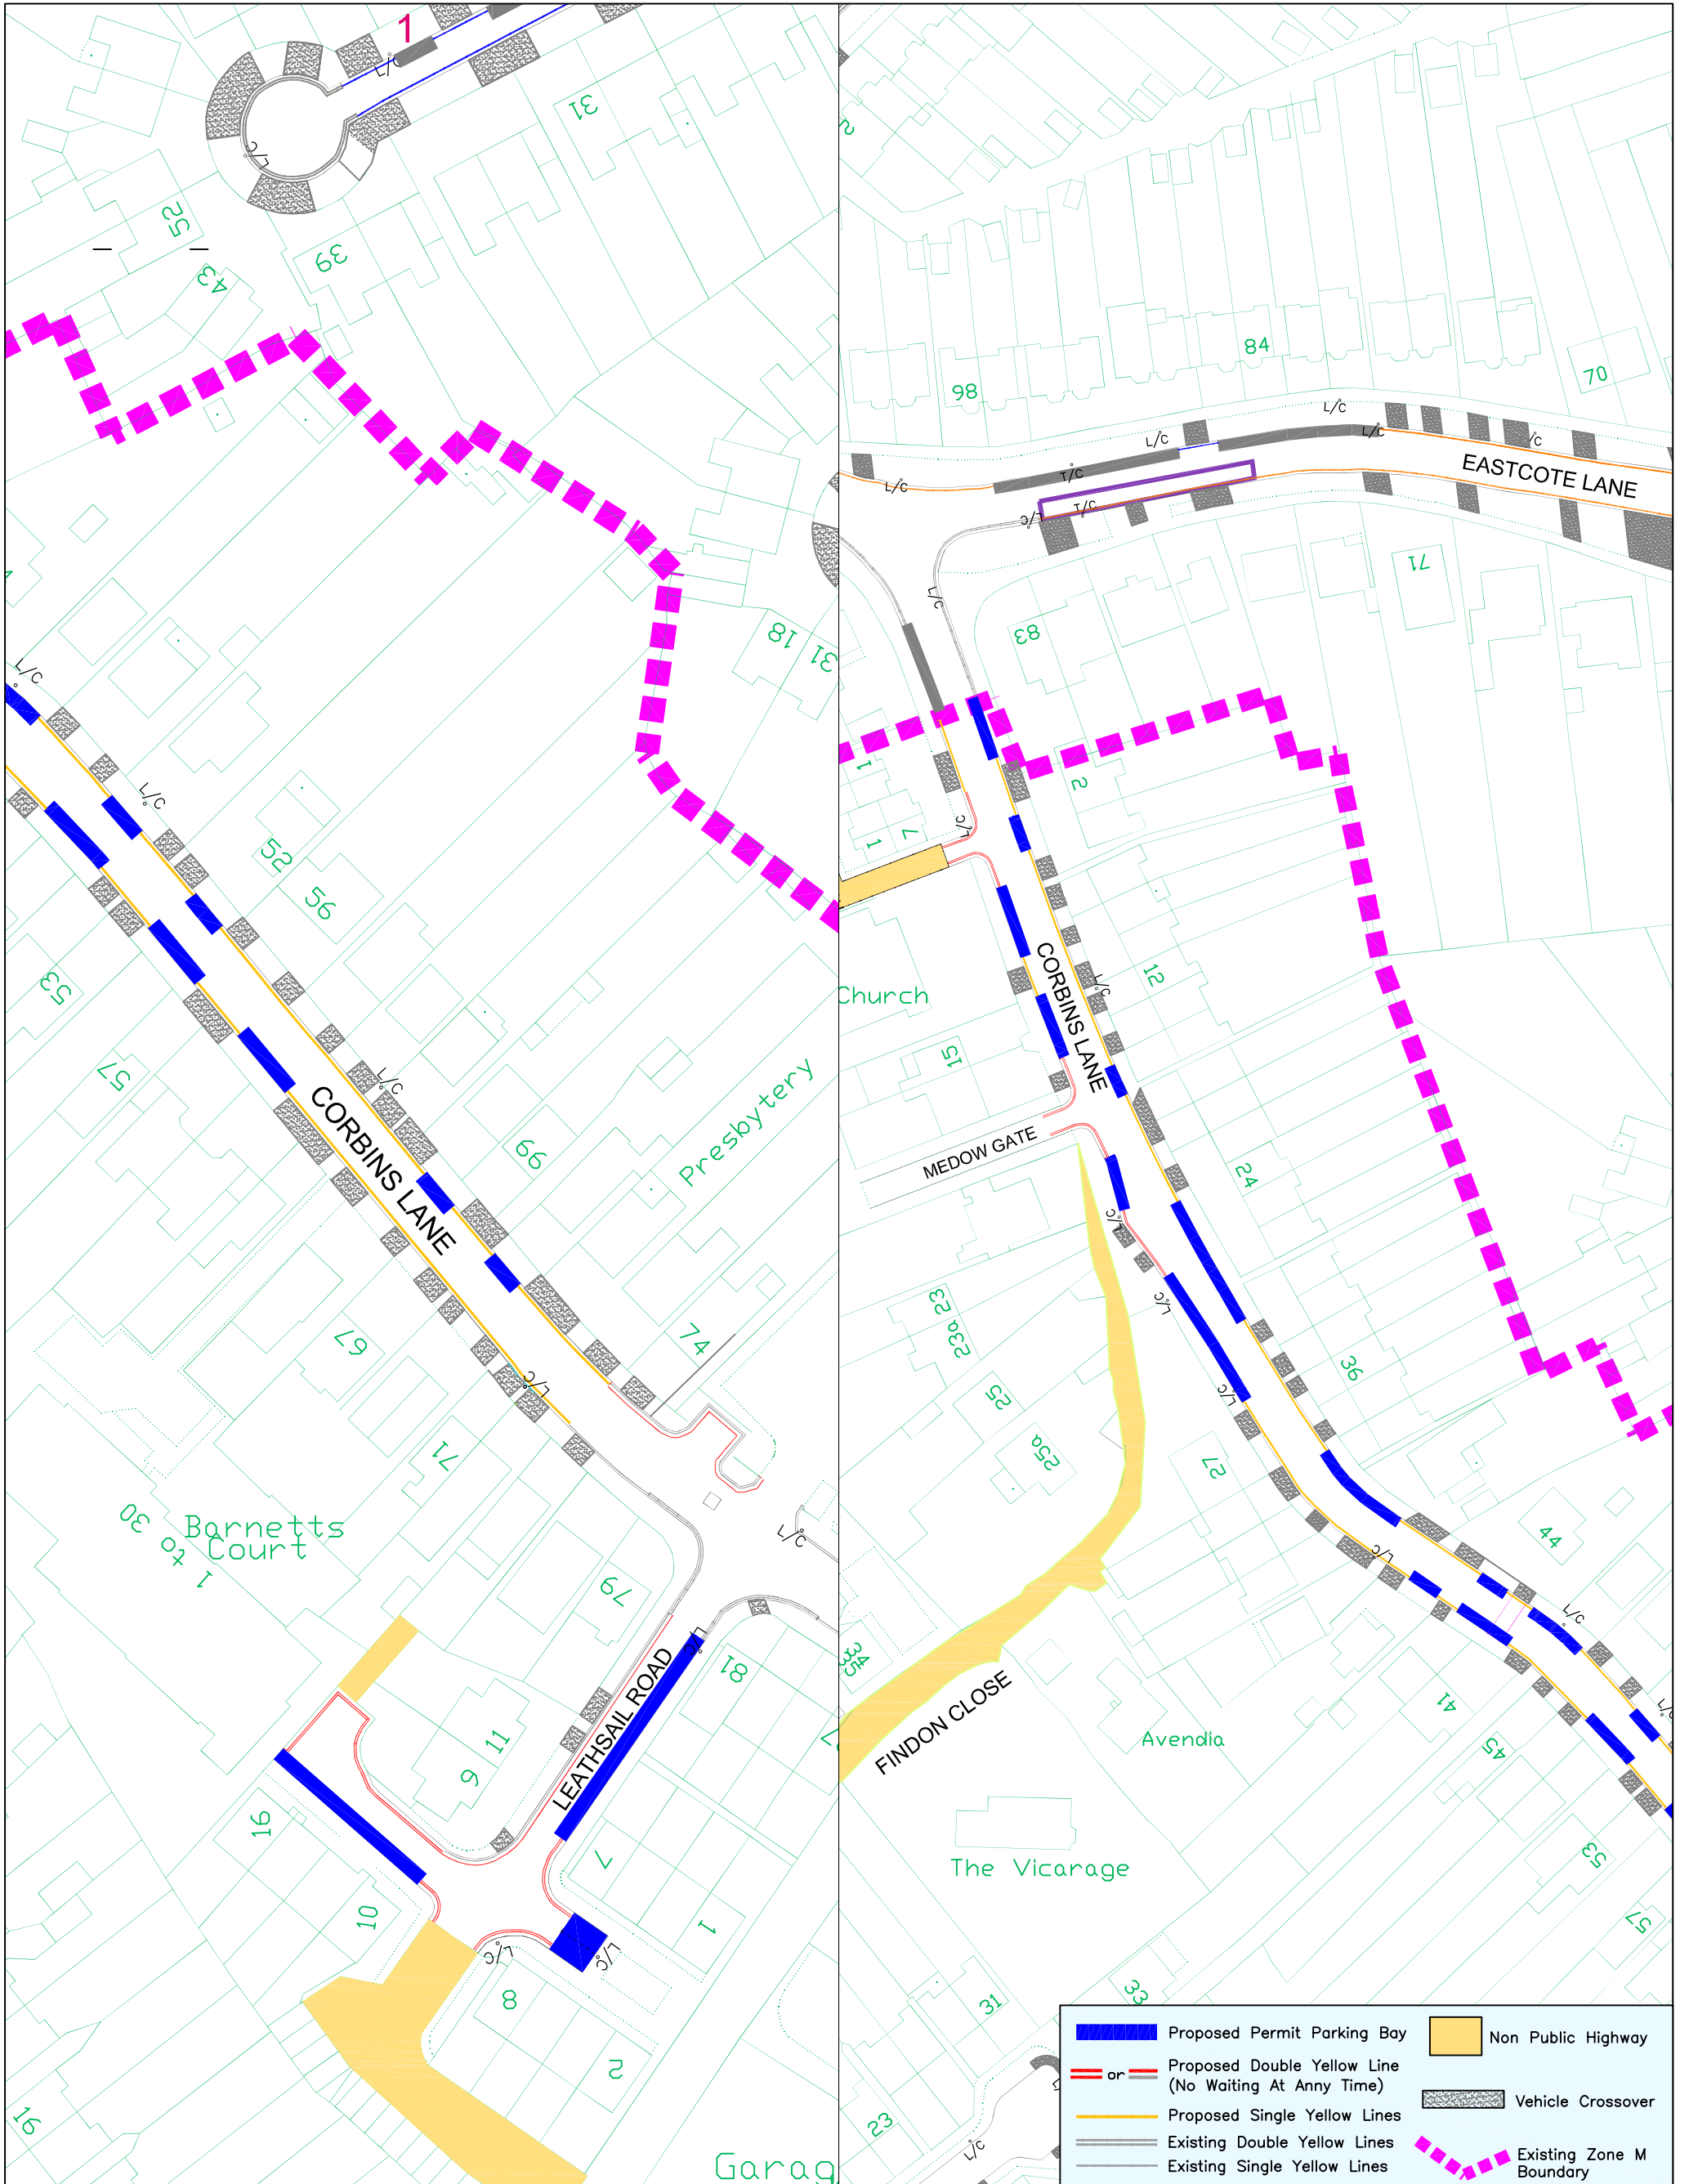 1
L/C
31
L/C
52
39
43
18
31
L/C
L/C
52
56
53
57
L/C
CORBINS LANE
66
Presbytery
67
74
L/C
71
Barnetts
Court
1 to 30
79
L/C
L/C
81
LEATHSAIL ROAD
11
9
16
7
10
1
L/C
L/C
8
2
16
Garag
2
84
98
70
L/C
L/C
L/C
L/C
EASTCOTE LANE
T/C
L/C
T/C
L/C
71
L/C
83
1
2
L/C
7
1
CORBINS LANE
12
L/C
Church
15
MEDOW GATE
24
L/C
23
23a
L/C
36
25
L/C
25a
27
44
L/C
L/C
34
35
FINDON CLOSE
41
L/C
Avendia
45
53
The Vicarage
57
31
33
23
L/C
Proposed Permit Parking Bay
Non Public Highway
or Proposed Double Yellow Line
(No Waiting At Anny Time)
Vehicle Crossover
Proposed Single Yellow Lines
Existing Double Yellow Lines
Existing Single Yellow Lines
Existing Zone M
Boundary